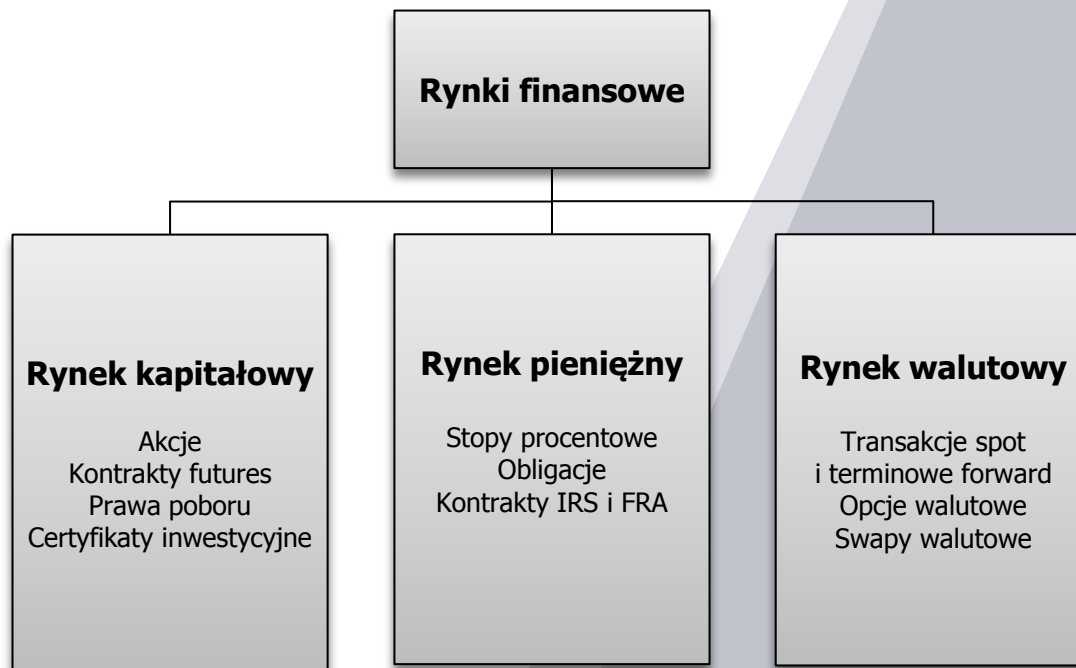 Rynki finansowe
Rynek kapitałowy
Akcje
Kontrakty futures
Prawa poboru
Certyfikaty inwestycyjne
Rynek pieniężny
Stopy procentowe
Obligacje
Kontrakty IRS i FRA
Rynek walutowy
Transakcje spot
i terminowe forward
Opcje walutowe
Swapy walutowe